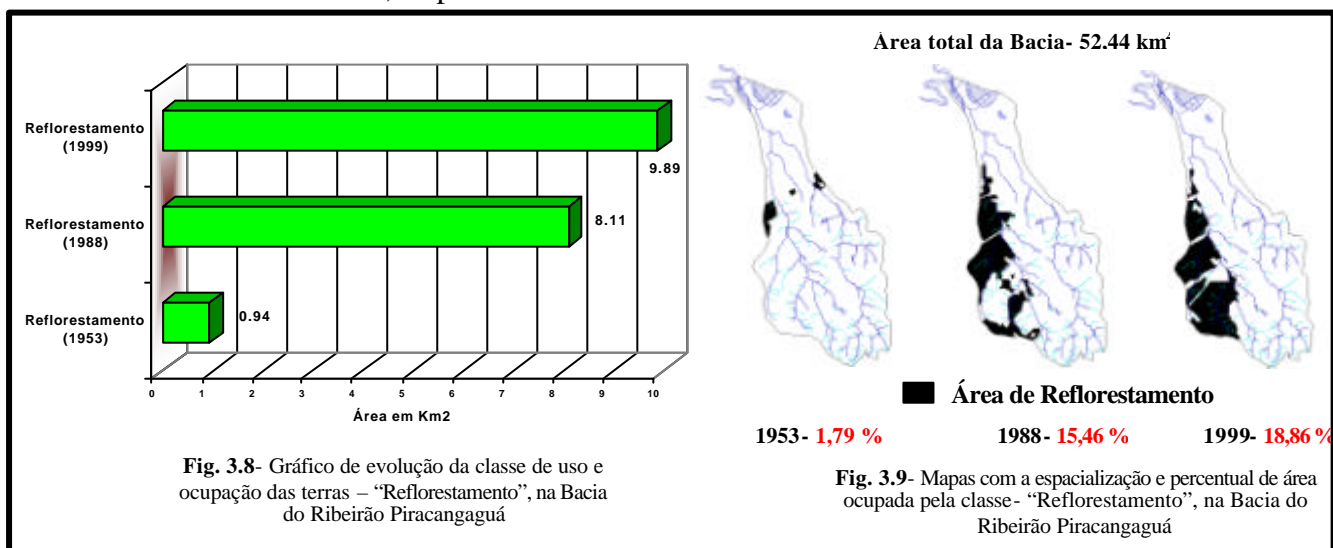 Área total da Bacia- 52.44 km²
Reflorestamento
(1999)
9.89
Reflorestamento
(1988)
8.11
Reflorestamento
(1953)
0.94
0 1 2 3 4 5 6 7 8 9 10
Área em Km2
Fig. 3.8- Gráfico de evolução da classe de uso e
ocupação das terras – “Reflorestamento”, na Bacia
do Ribeirão Piracangaguá
Área de Reflorestamento
1953- 1,79 % 1988- 15,46 % 1999- 18,86 %
Fig. 3.9- Mapas com a espacialização e percentual de área
ocupada pela classe- “Reflorestamento”, na Bacia do
Ribeirão Piracangaguá